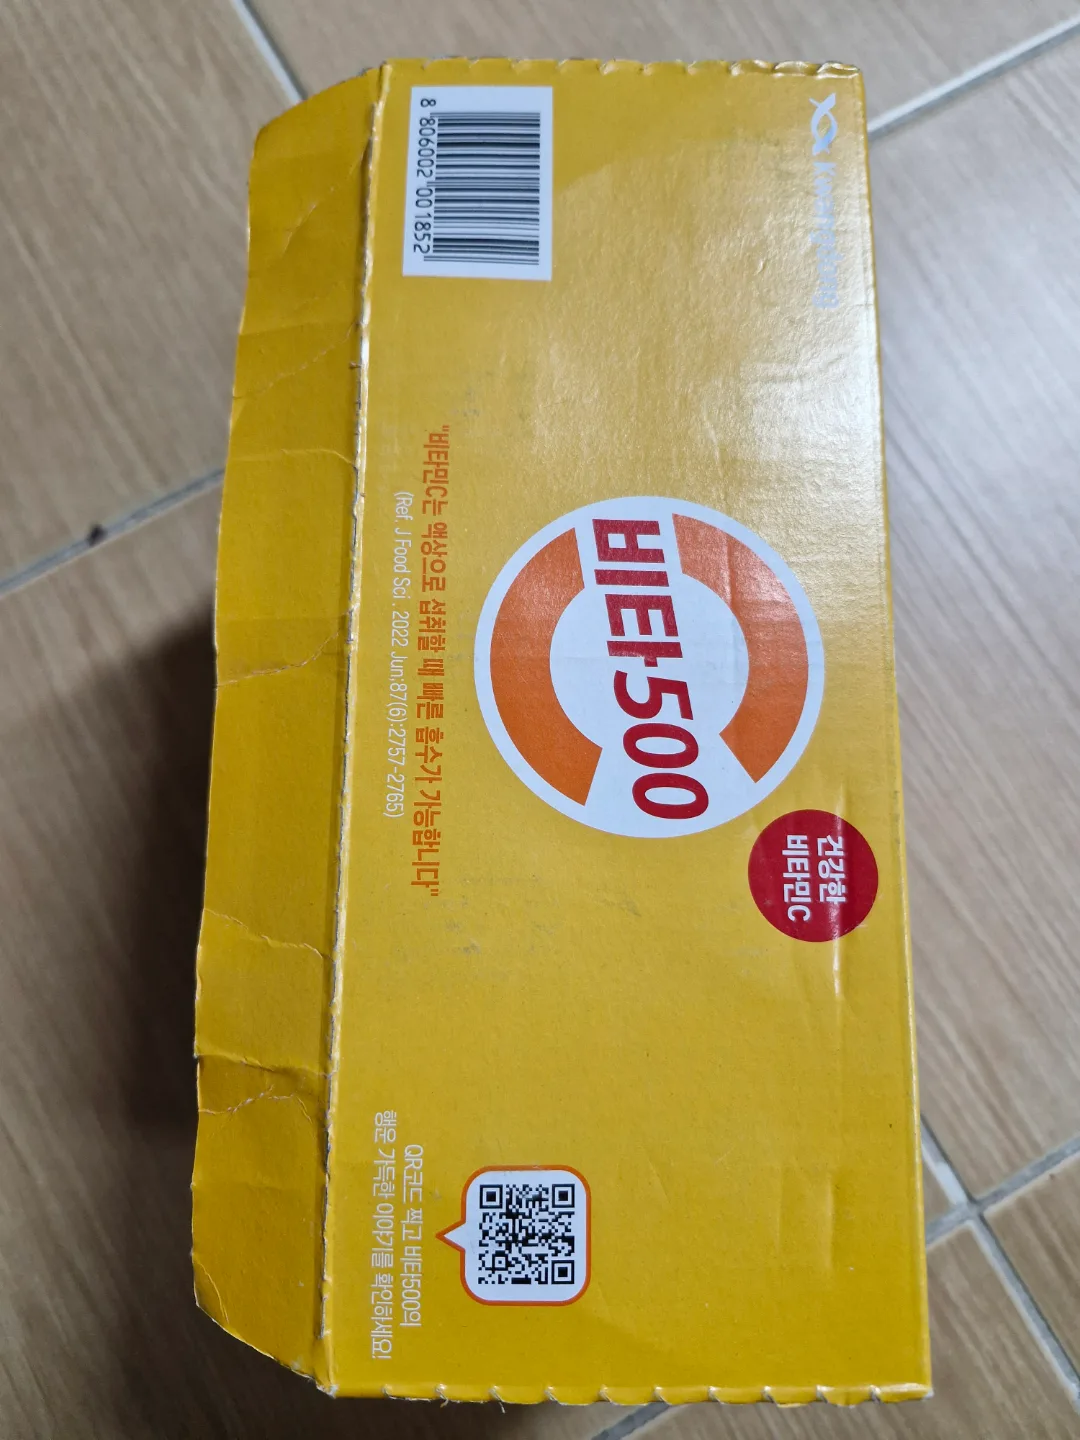 Kwangdong
건강한
비타민C
비타500
"비타민C는 액상으로 섭취할 때 빠른 흡수가 가능합니다"
(Ref. J Food Sci . 2022 Jun;87(6):2757-2765)
8 806002 001852
QR코드 찍고 비타500의
행운 가득한 이야기를 확인하세요!